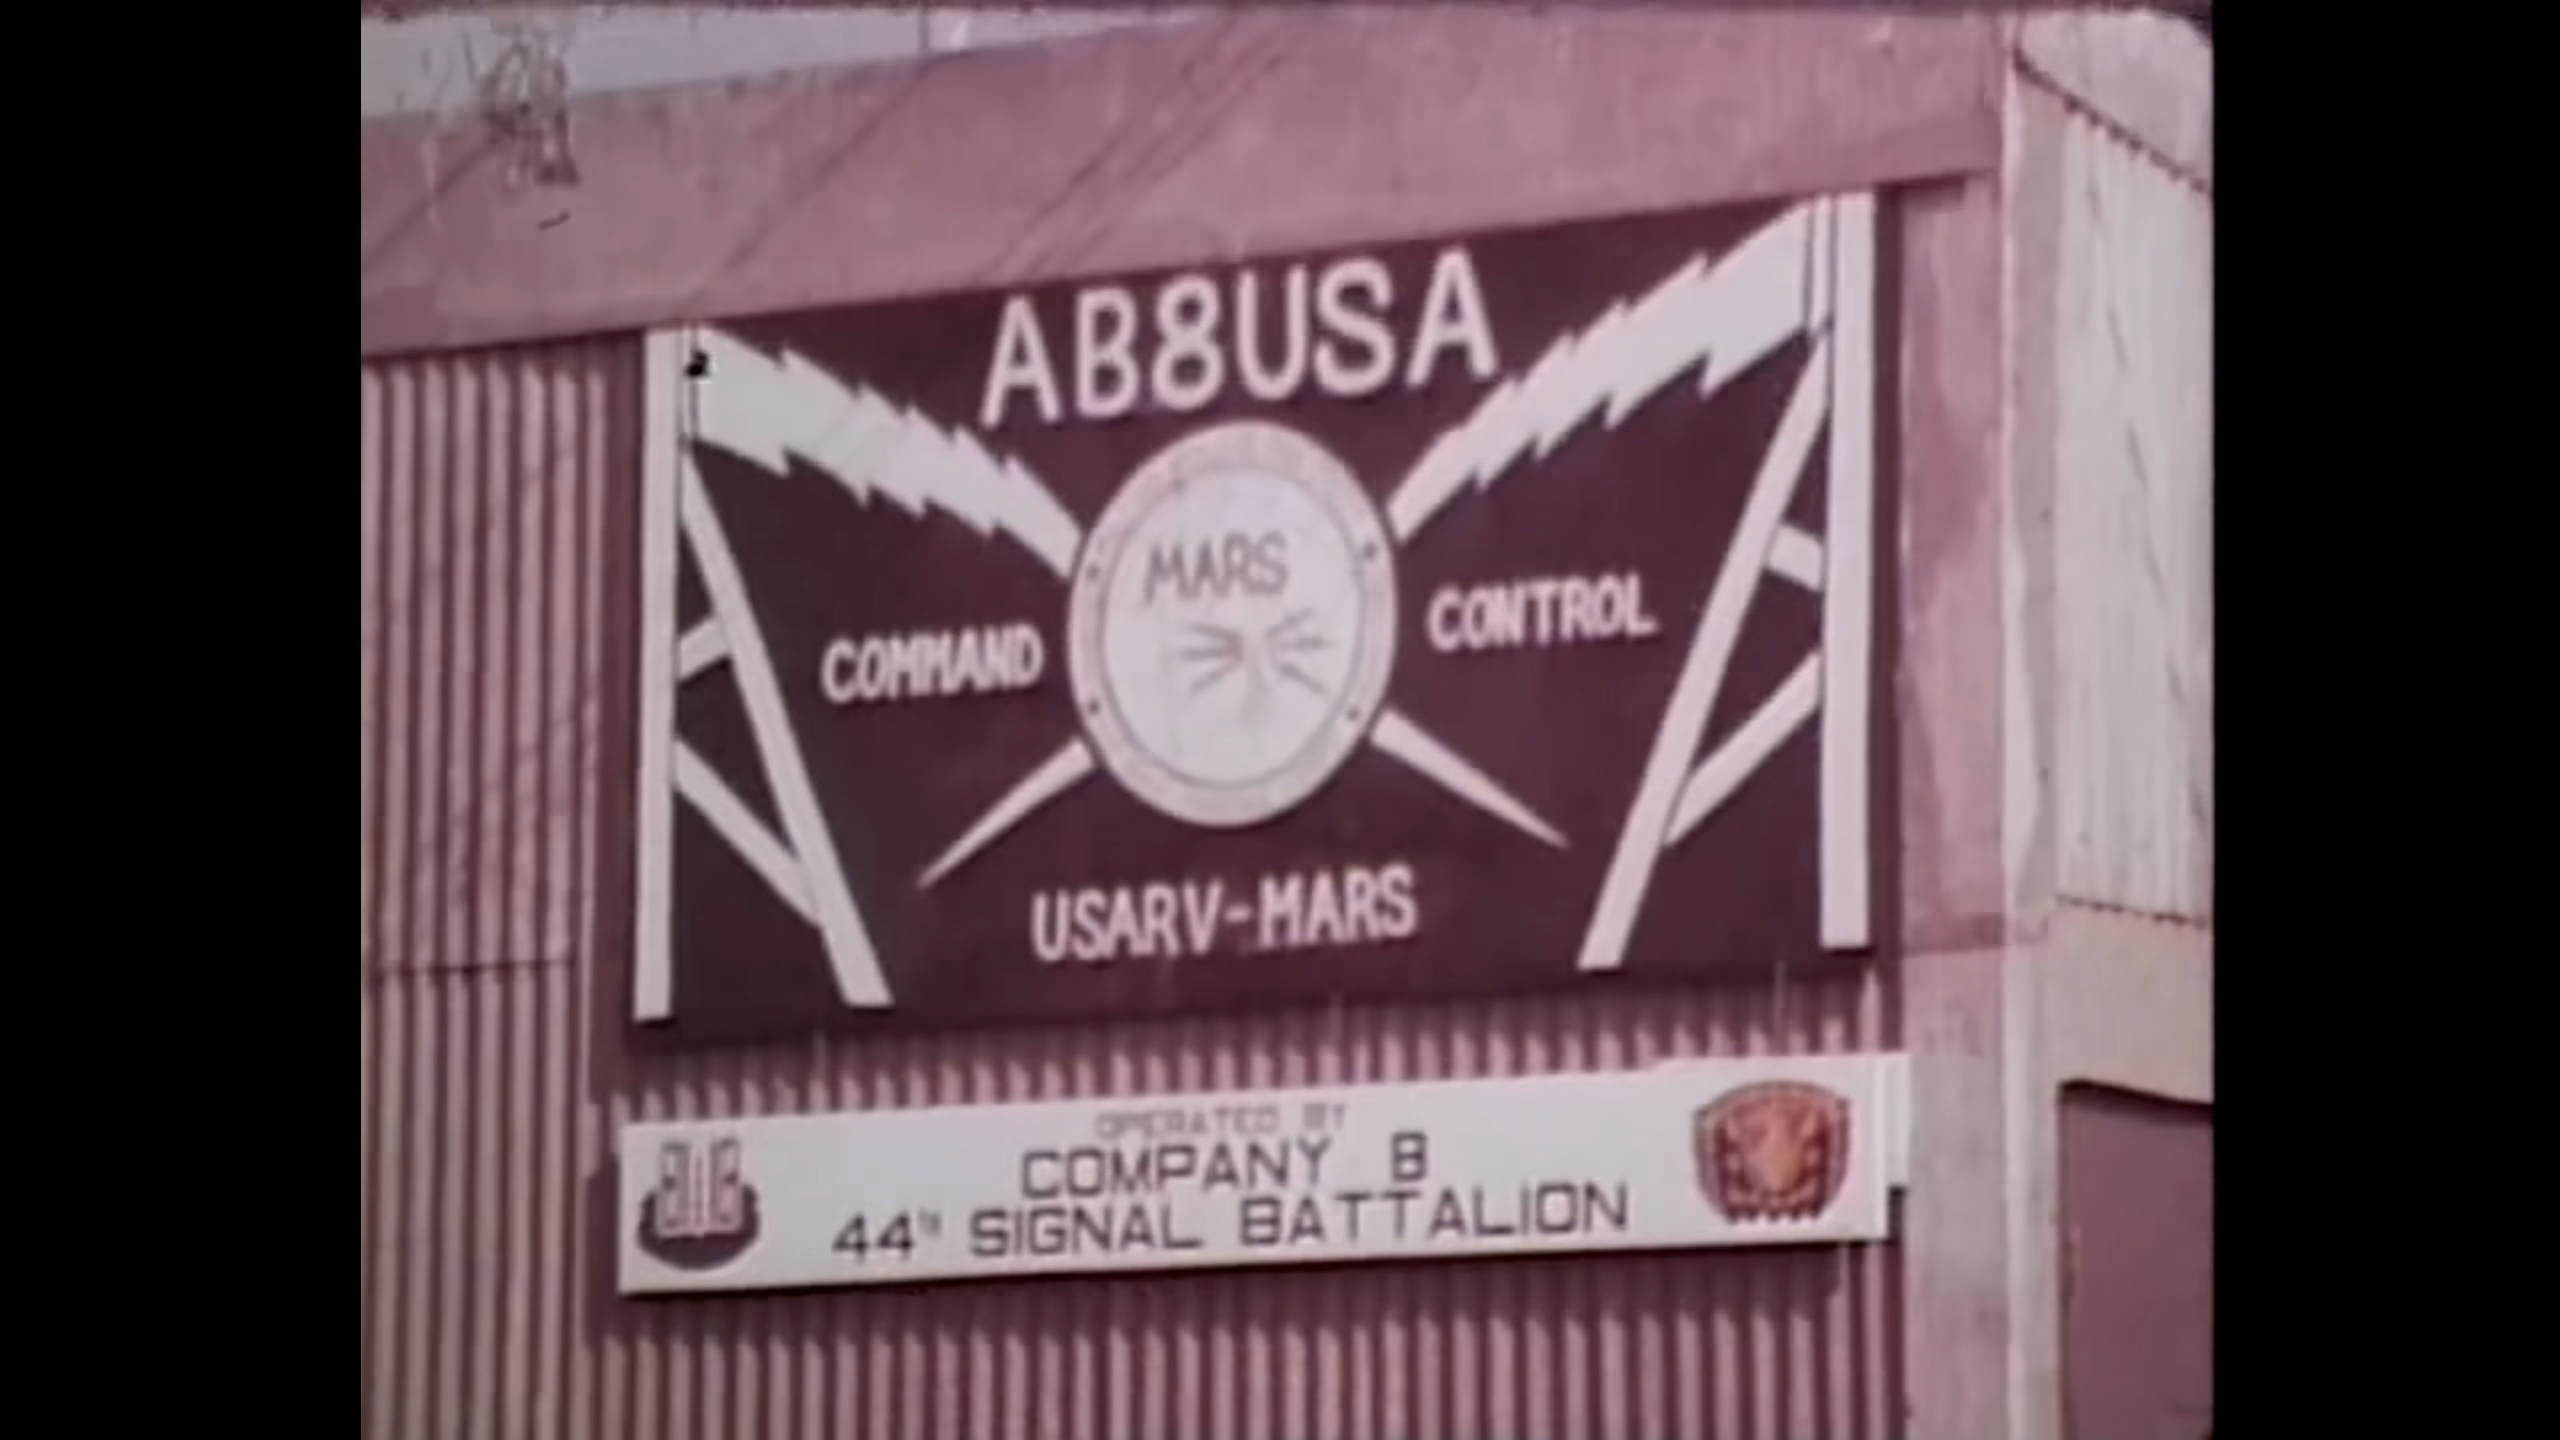 AB8USA
MARS
COMMAND
CONTROL
USARV-MARS
OPERATED BY
COMPANY B
44TH SIGNAL BATTALION